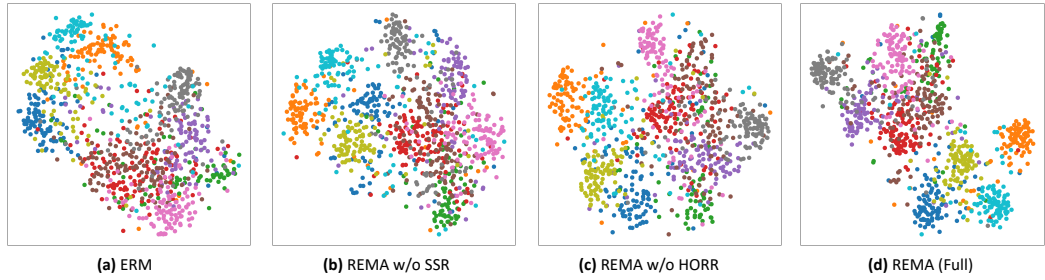 (a) ERM
(b) REMA w/o SSR
(c) REMA w/o HORR
(d) REMA (Full)